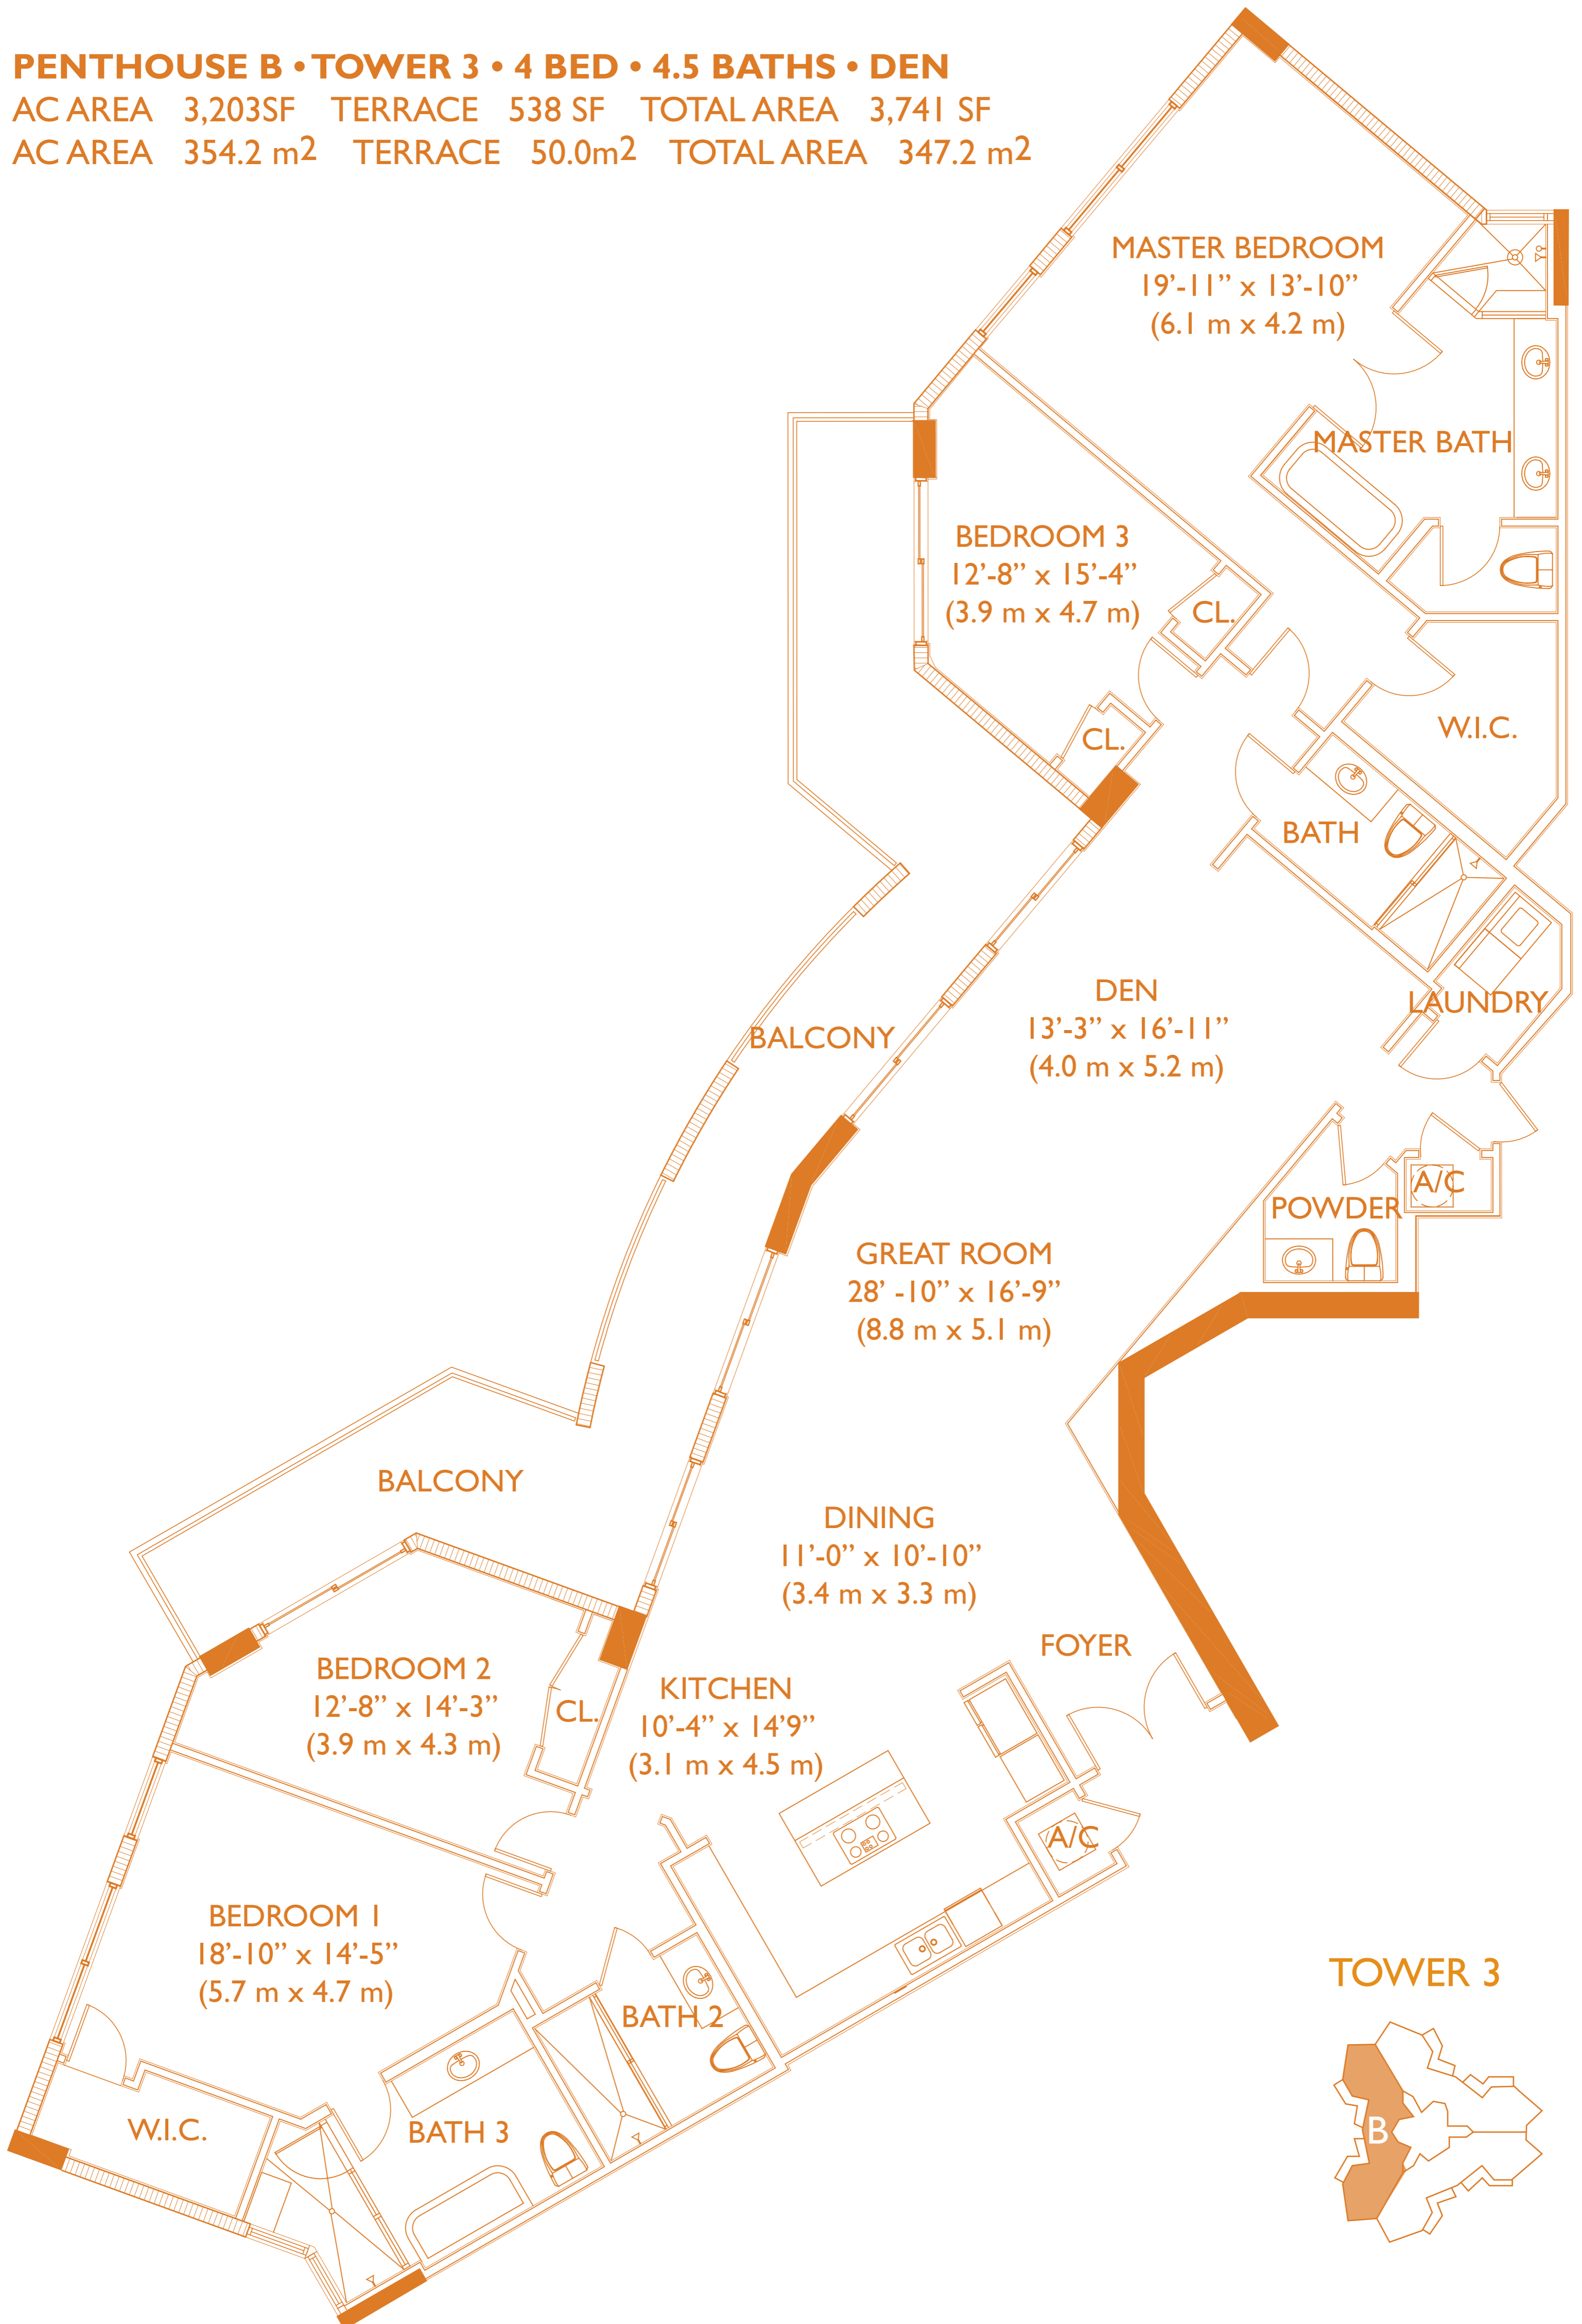 PENTHOUSE B • TOWER 3 • 4 BED • 4.5 BATHS • DEN
AC AREA 3,203SF TERRACE 538 SF TOTAL AREA 3,741 SF
AC AREA 354.2 m2 TERRACE 50.0m2 TOTAL AREA 347.2 m2
MASTER BEDROOM
19’-11” x 13’-10”
(6.1 m x 4.2 m)
MASTER BATH
BEDROOM 3
12’-8” x 15’-4”
(3.9 m x 4.7 m)
CL.
CL.
W.I.C.
BATH
DEN
13’-3” x 16’-11”
(4.0 m x 5.2 m)
LAUNDRY
BALCONY
A/C
POWDER
GREAT ROOM
28’ -10” x 16’-9”
(8.8 m x 5.1 m)
BALCONY
DINING
11’-0” x 10’-10”
(3.4 m x 3.3 m)
FOYER
BEDROOM 2
12’-8” x 14’-3”
(3.9 m x 4.3 m)
CL.
KITCHEN
10’-4” x 14’9”
(3.1 m x 4.5 m)
A/C
BEDROOM 1
18’-10” x 14’-5”
(5.7 m x 4.7 m)
BATH 2
W.I.C.
BATH 3
TOWER 3
B